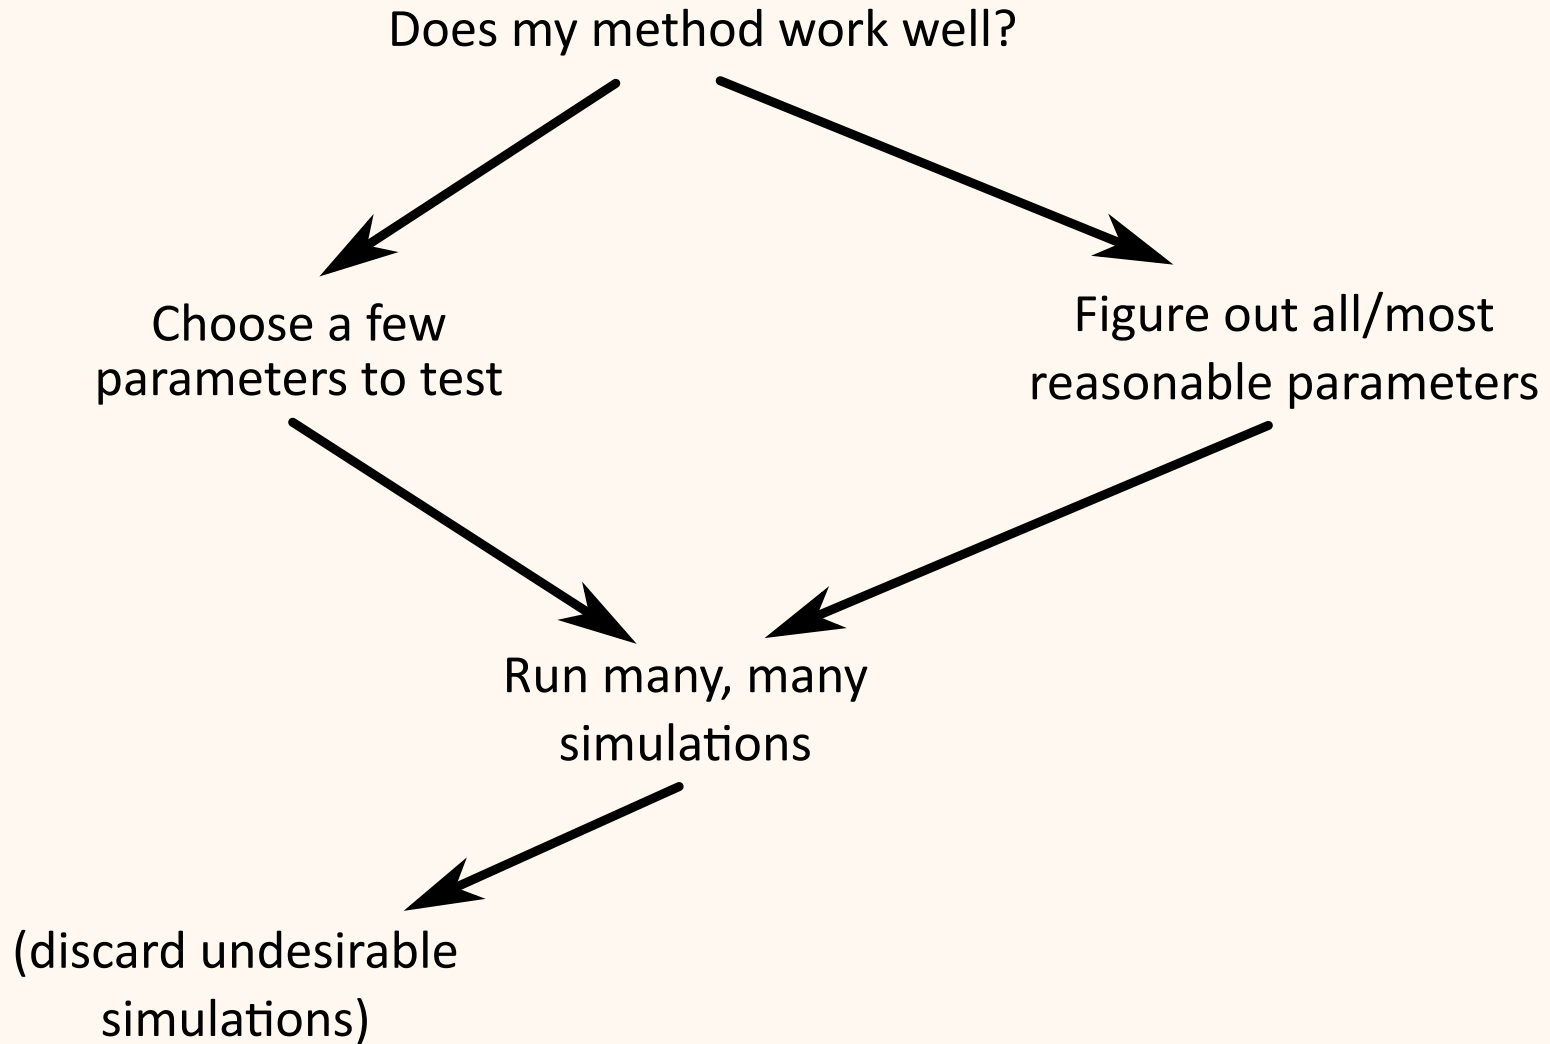 Does my method work well?
Choose a few
parameters to test
Figure out all/most
reasonable parameters
Run many, many
simulations
(discard undesirable
simulations)